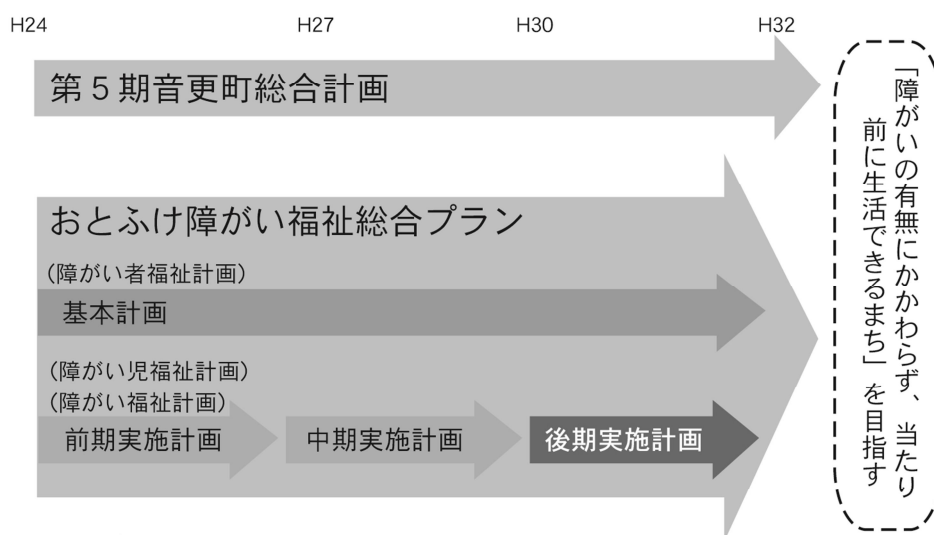 H24 H27 H30 H32
第5期音更町総合計画
おとふけ障がい福祉総合プラン
(障がい者福祉計画)
基本計画
(障がい児福祉計画)
(障がい福祉計画)
前期実施計画 中期実施計画 後期実施計画
「障がいの有無にかかわらず、当たり
前に生活できるまち」を目指す